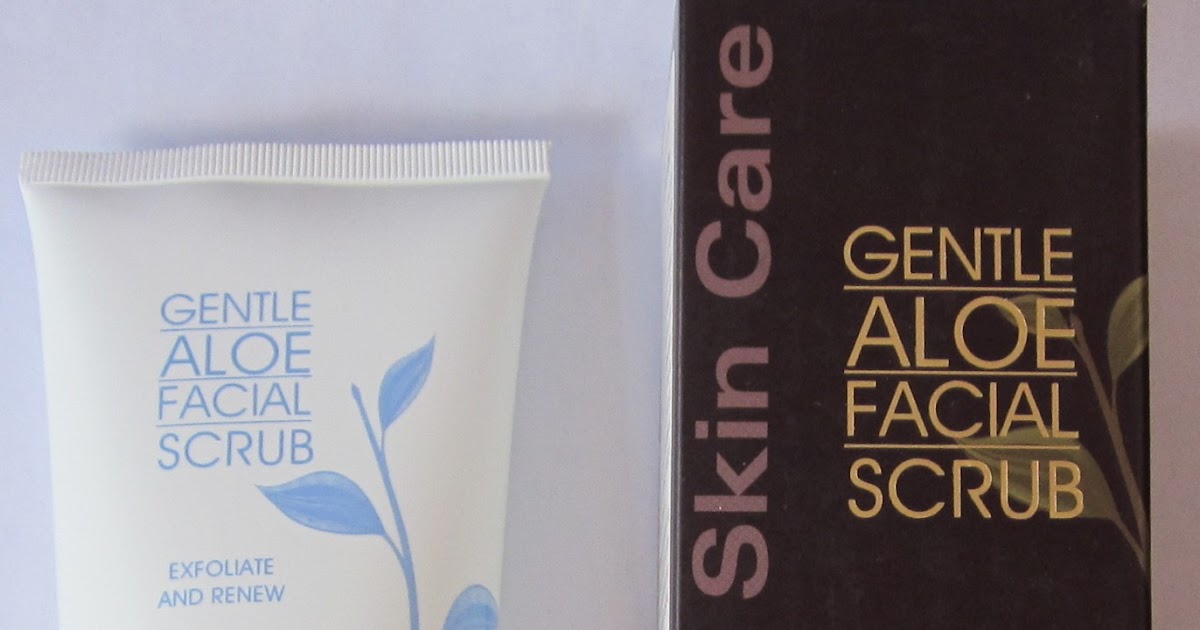 GENTLE
ALOE
FACIAL
SCRUB
EXFOLIATE
AND RENEW
Skin Care
GENTLE
ALOE
FACIAL
SCRUB